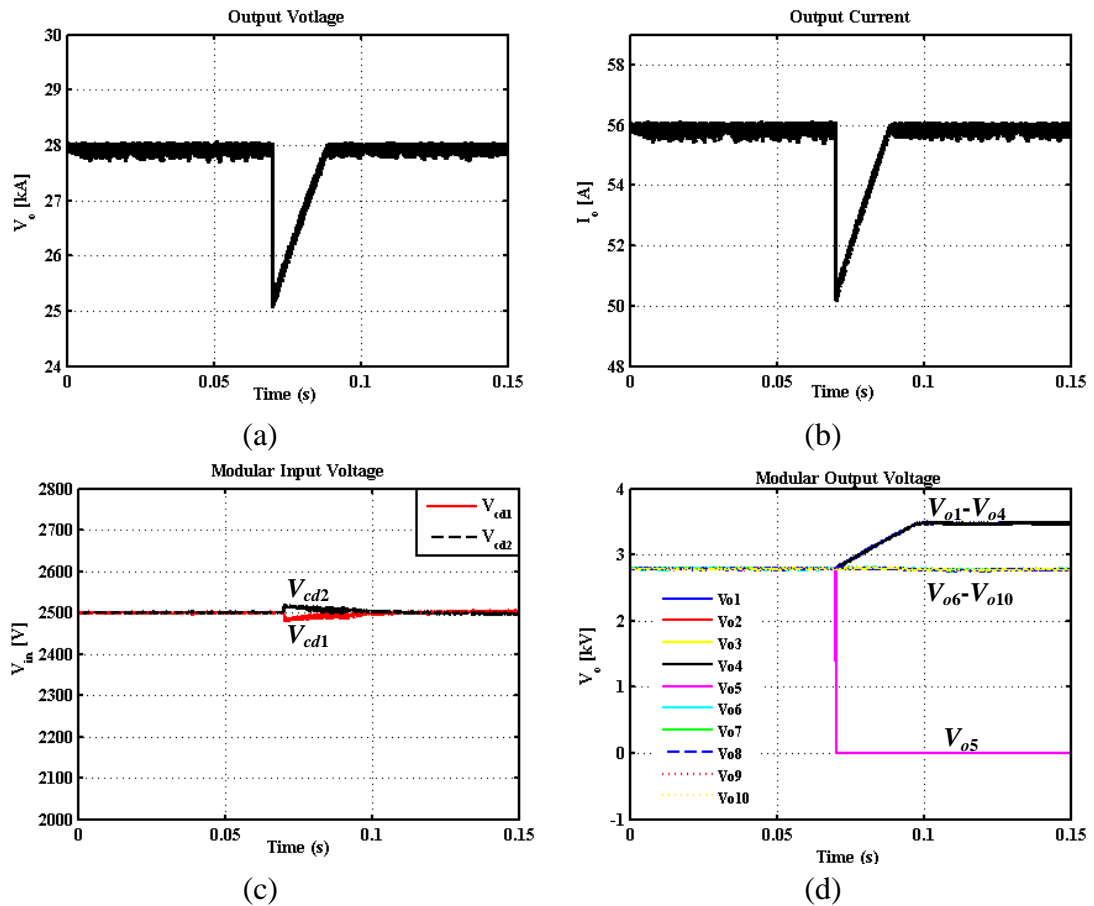 Output Votlage
30
29
28
27
26
25
24
V_o [kA]
0
0.05
0.1
0.15
Time (s)
(a)
Output Current
58
56
54
52
50
48
I_o [A]
0
0.05
0.1
0.15
Time (s)
(b)
Modular Input Voltage
2800
2700
2600
2500
2400
2300
2200
2100
2000
V_in [V]
V_cd1
V_cd2
V_cd2
V_cd1
0
0.05
0.1
0.15
Time (s)
(c)
Modular Output Voltage
4
3
2
1
0
-1
V_o [kV]
V_o1-V_o4
V_o6-V_o10
V_o5
Vo1
Vo2
Vo3
Vo4
Vo5
Vo6
Vo7
Vo8
Vo9
Vo10
0
0.05
0.1
0.15
Time (s)
(d)